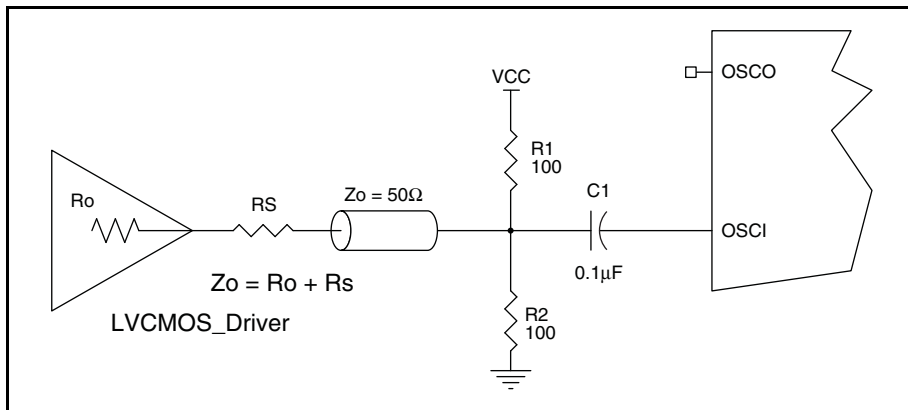 VCC
OSCO
R1
100
Ro
RS
Zo = 50Ω
C1
OSCI
0.1µF
Zo = Ro + Rs
LVCMOS_Driver
R2
100